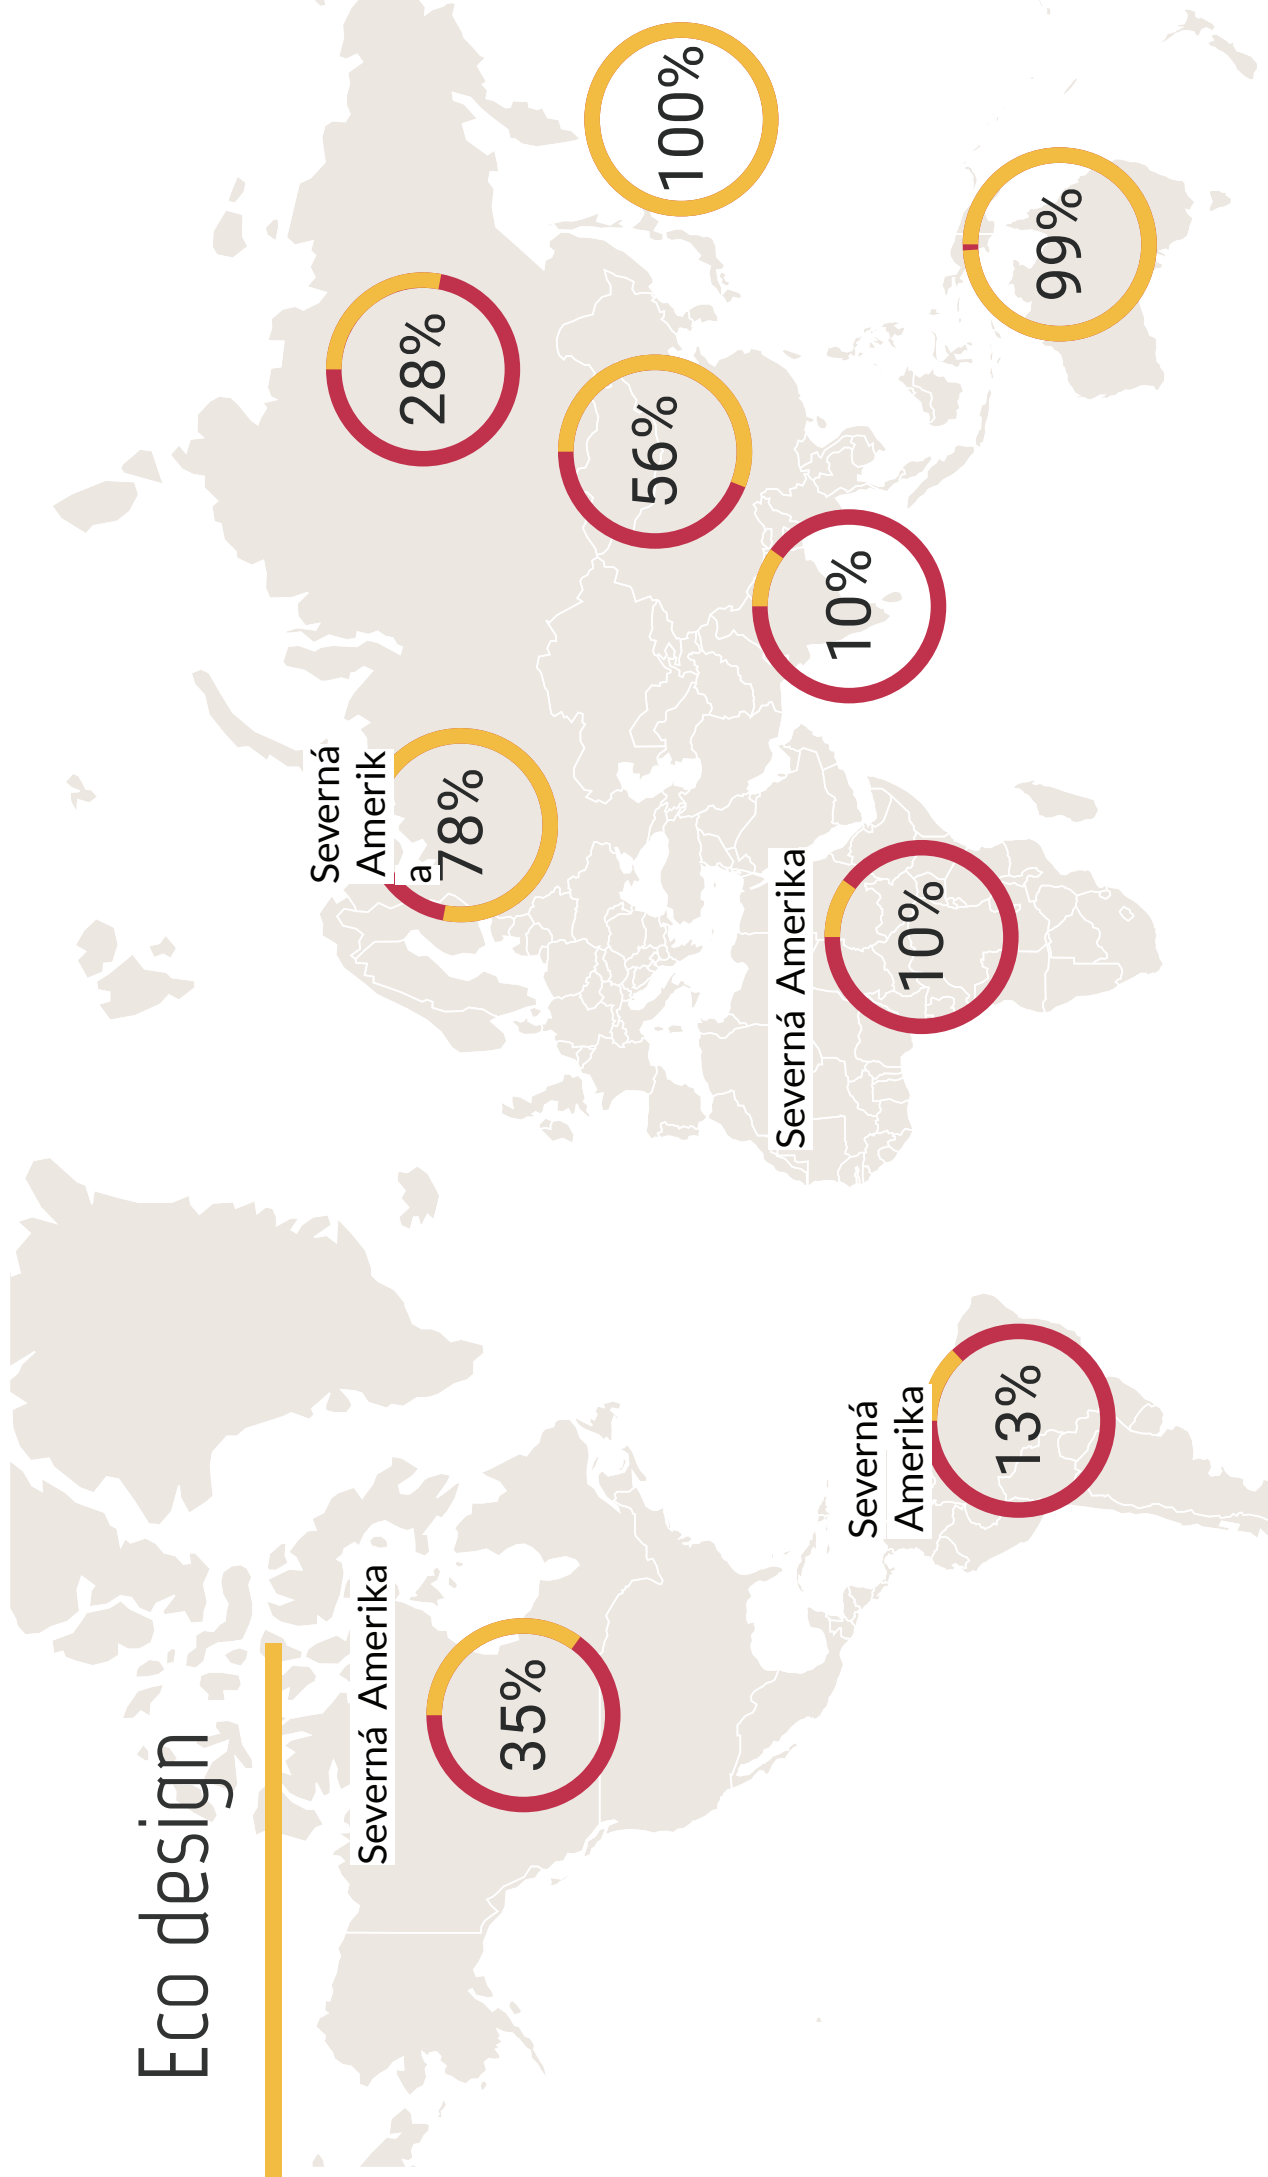 Eco design
Severná Amerika
35%
Severná
Amerika
13%
Severná Amerika
10%
Severná
Amerik
a
78%
28%
56%
10%
100%
99%